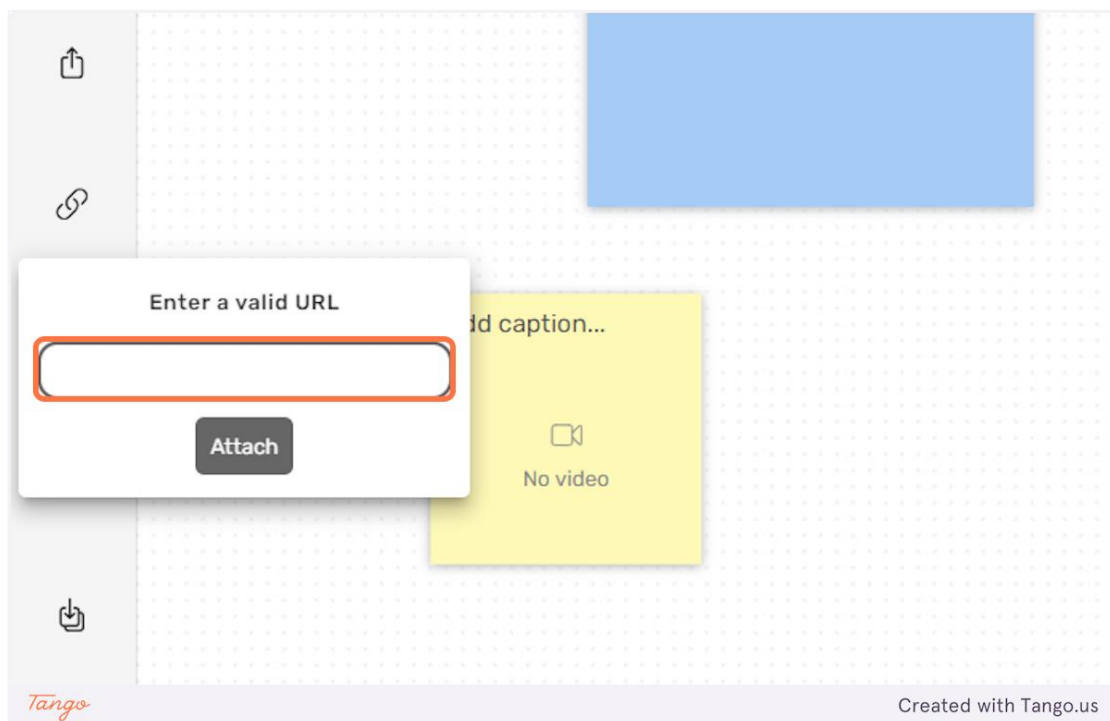 Enter a valid URL
dd caption...
Attach
No video
Tango
Created with Tango.us